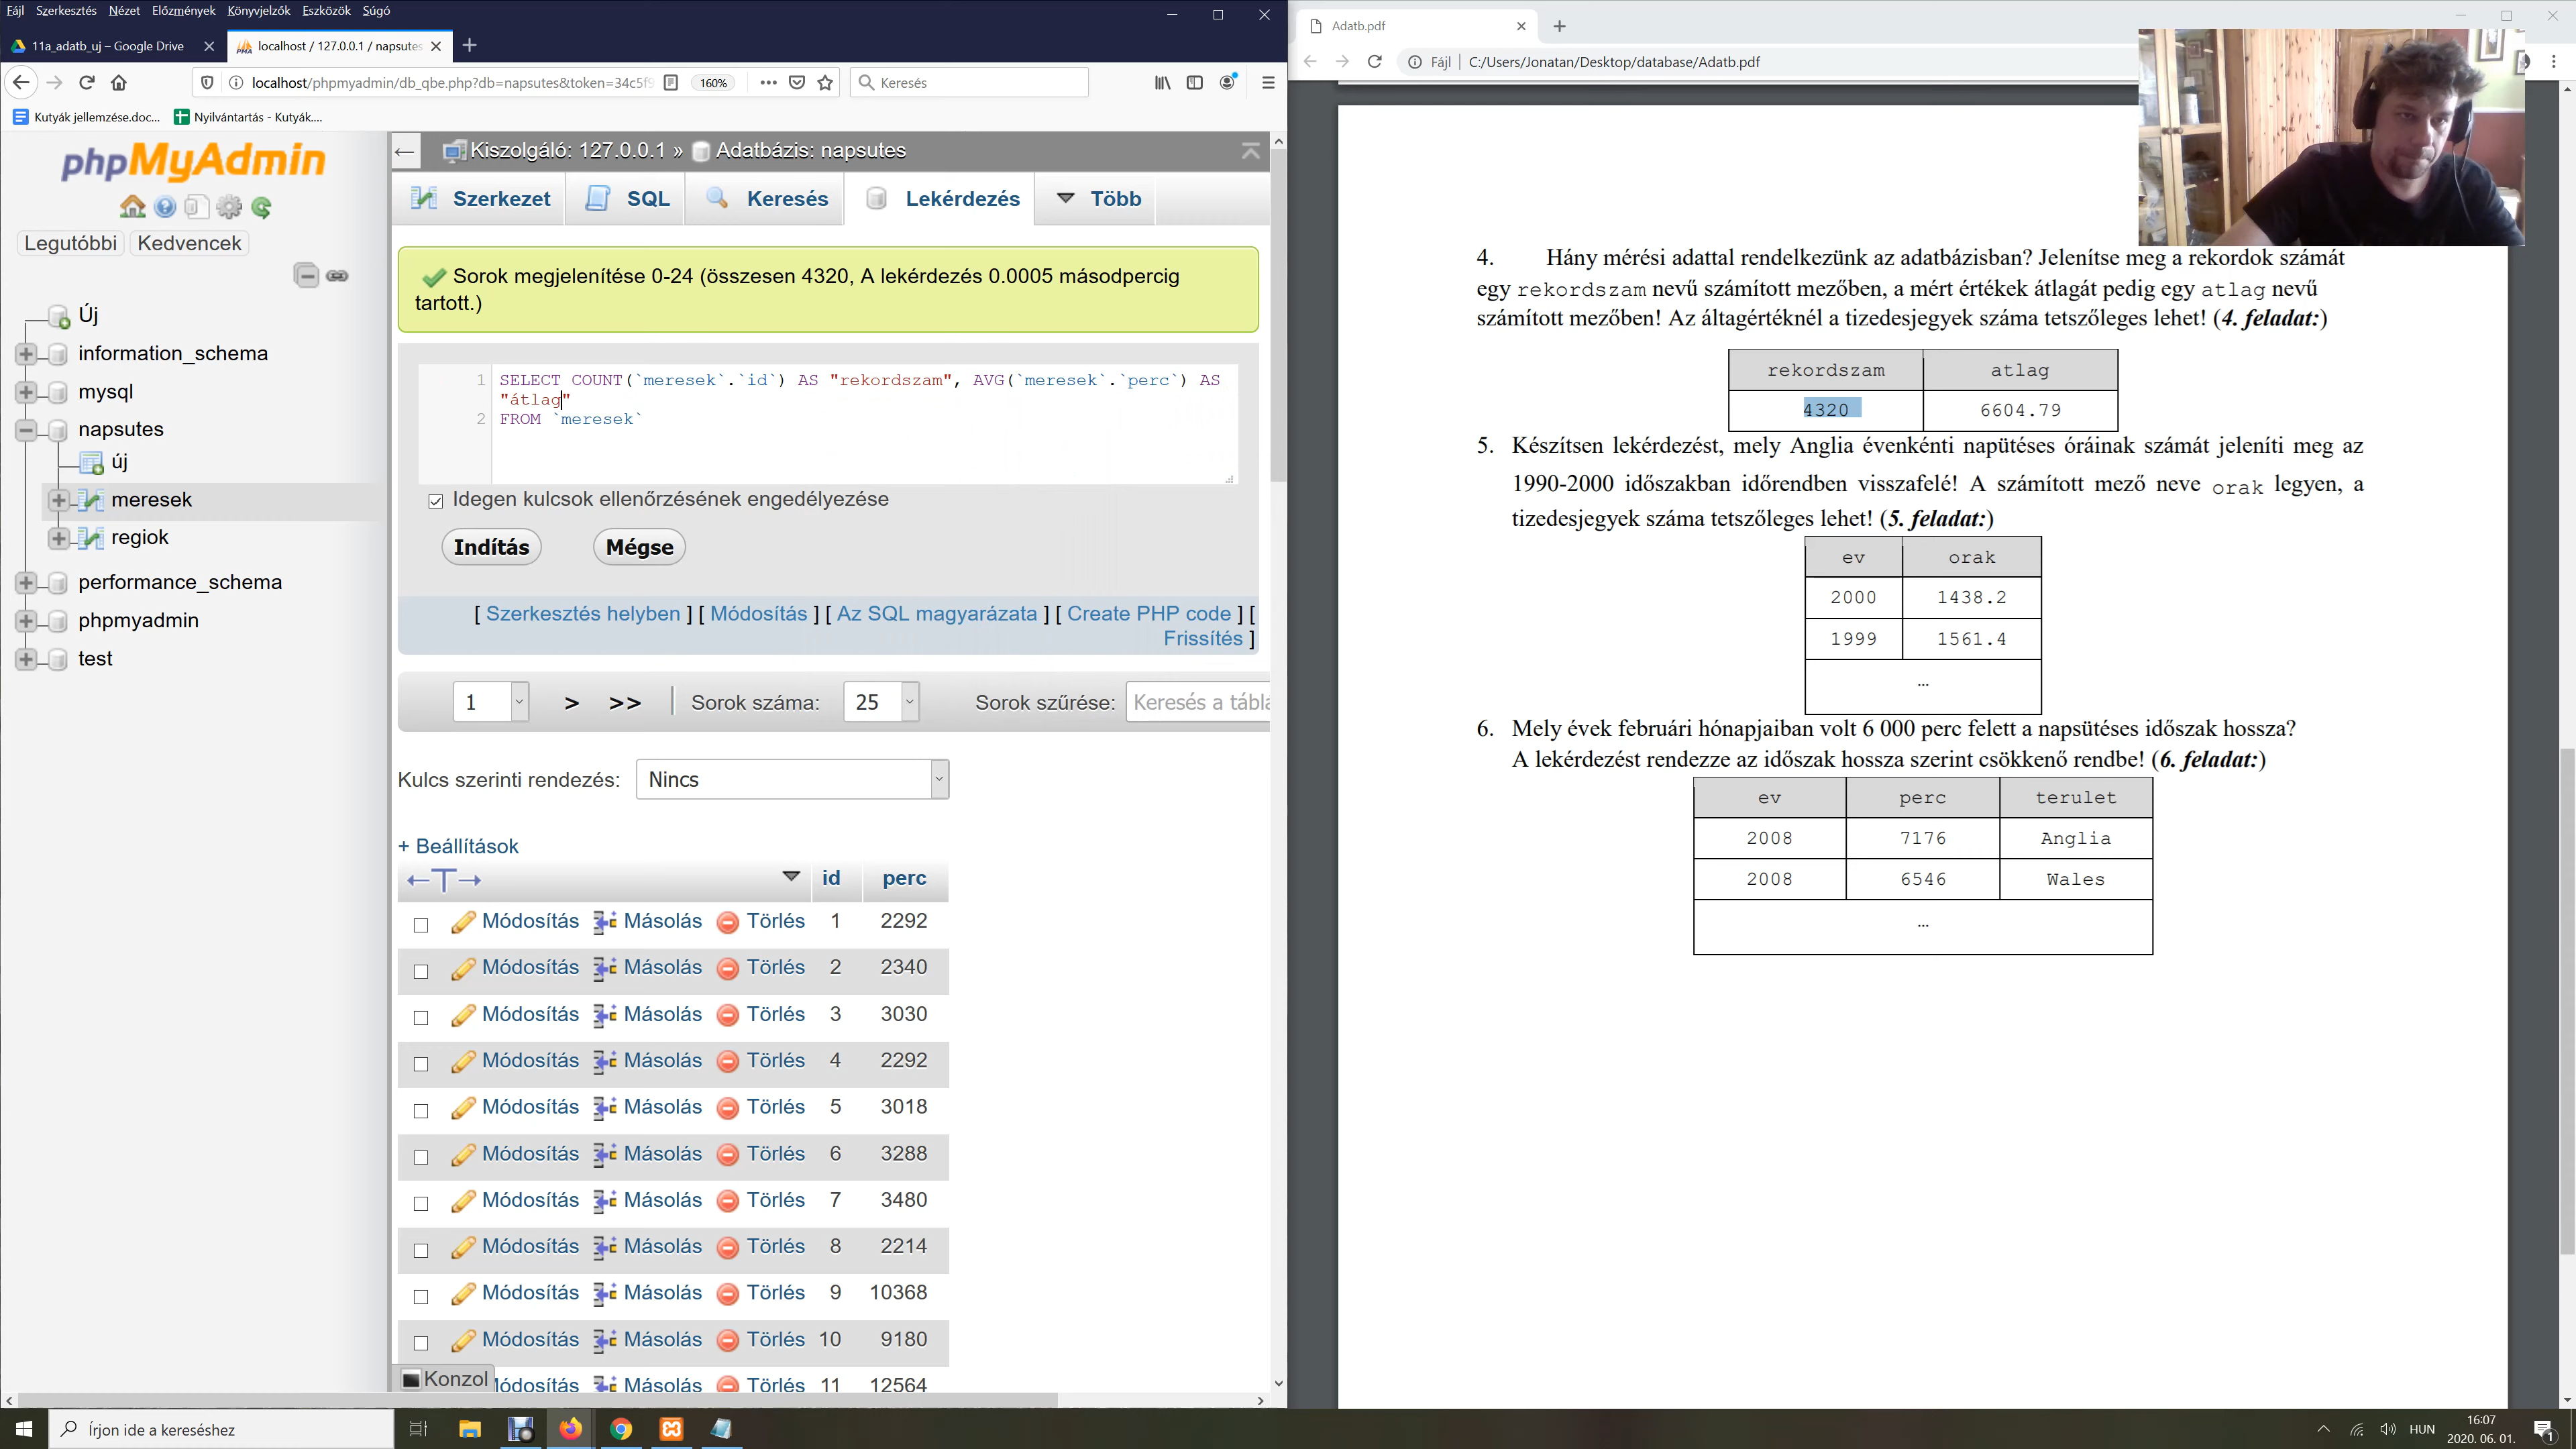 Fájl Szerkesztés Nézet Előzmények Könyvjelzők Eszközök Súgó
11a_adatb_uj – Google Drive
localhost / 127.0.0.1 / napsutes
localhost/phpmyadmin/db_qbe.php?db=napsutes&token=34c5f9
160%
Keresés
Kutyák jellemzése.doc...
Nyilvántartás - Kutyák....
phpMyAdmin
Legutóbbi
Kedvencek
Új
information_schema
mysql
napsutes
új
meresek
regiok
performance_schema
phpmyadmin
test
Kiszolgáló: 127.0.0.1 » Adatbázis: napsutes
Szerkezet
SQL
Keresés
Lekérdezés
Több
Sorok megjelenítése 0-24 (összesen 4320, A lekérdezés 0.0005 másodpercig
tartott.)
1 SELECT COUNT(`meresek`.`id`) AS "rekordszam", AVG(`meresek`.`perc`) AS
"átlag"
2 FROM `meresek`
Idegen kulcsok ellenőrzésének engedélyezése
Indítás
Mégse
[ Szerkesztés helyben ] [ Módosítás ] [ Az SQL magyarázata ] [ Create PHP code ] [
Frissítés ]
1 > >> Sorok száma: 25 Sorok szűrése: Keresés a tábla
Kulcs szerinti rendezés: Nincs
+ Beállítások
←T→ id perc
Módosítás Másolás Törlés 1 2292
Módosítás Másolás Törlés 2 2340
Módosítás Másolás Törlés 3 3030
Módosítás Másolás Törlés 4 2292
Módosítás Másolás Törlés 5 3018
Módosítás Másolás Törlés 6 3288
Módosítás Másolás Törlés 7 3480
Módosítás Másolás Törlés 8 2214
Módosítás Másolás Törlés 9 10368
Módosítás Másolás Törlés 10 9180
Módosítás Másolás Törlés 11 12564
Konzol
Adatb.pdf
Fájl C:/Users/Jonatan/Desktop/database/Adatb.pdf
4. Hány mérési adattal rendelkezünk az adatbázisban? Jelenítse meg a rekordok számát
egy rekordszam nevű számított mezőben, a mért értékek átlagát pedig egy atlag nevű
számított mezőben! Az áltagértéknél a tizedesjegyek száma tetszőleges lehet! (4. feladat:)
rekordszam atlag
4320 6604.79
5. Készítsen lekérdezést, mely Anglia évenkénti napütéses óráinak számát jeleníti meg az
1990-2000 időszakban időrendben visszafelé! A számított mező neve orak legyen, a
tizedesjegyek száma tetszőleges lehet! (5. feladat:)
ev orak
2000 1438.2
1999 1561.4
…
6. Mely évek februári hónapjaiban volt 6 000 perc felett a napsütéses időszak hossza?
A lekérdezést rendezze az időszak hossza szerint csökkenő rendbe! (6. feladat:)
ev perc terulet
2008 7176 Anglia
2008 6546 Wales
…
Írjon ide a kereséshez
HUN
16:07
2020. 06. 01.
1